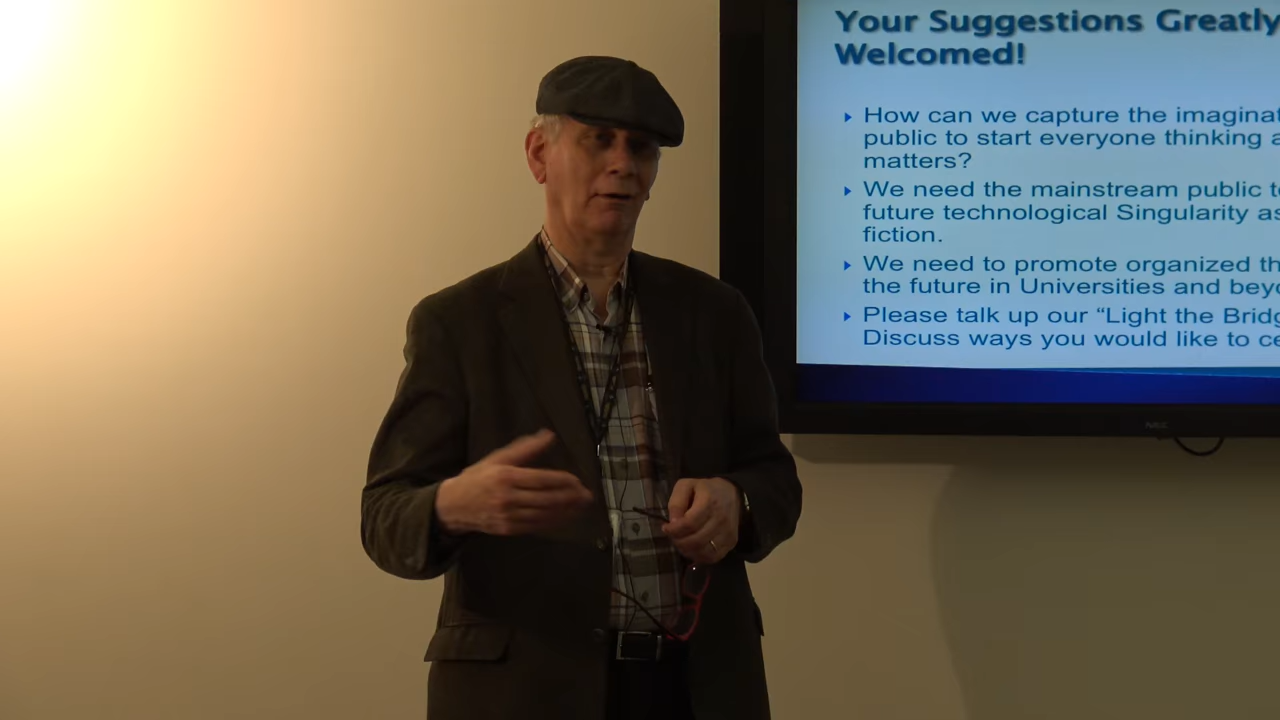 Your Suggestions Greatly
Welcomed!
How can we capture the
public to start everyone thinking
matters?
We need the mainstream public
future technological Singularity
fiction.
We need to promote organized
the future in Universities and
Please talk up our “Light the
Discuss ways you would like to
NEC